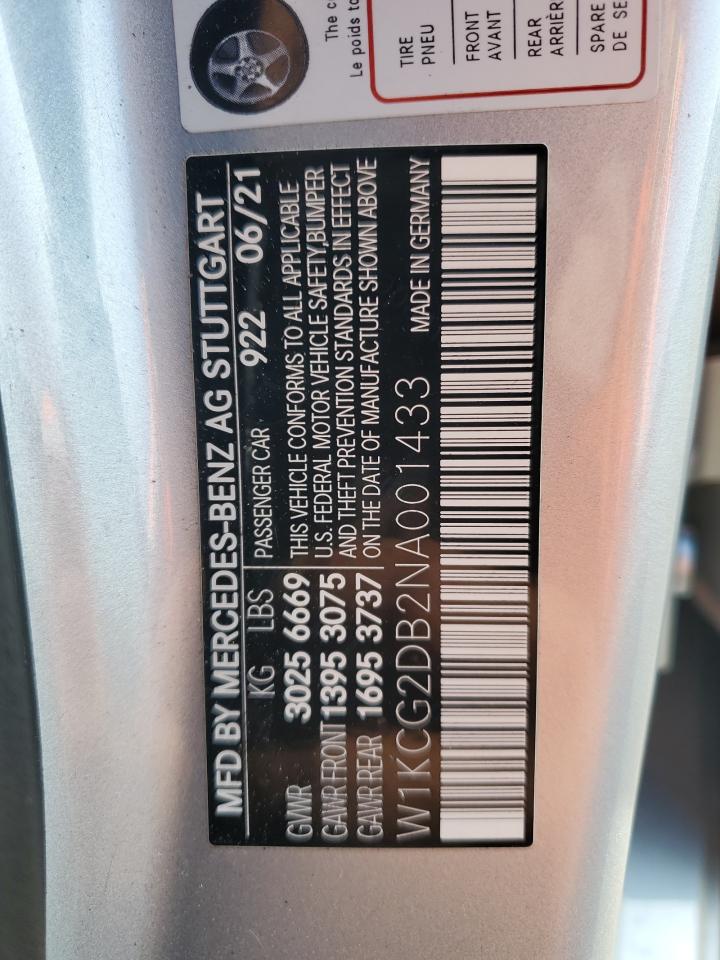 MFD BY MERCEDES-BENZ AG STUTTGART
KG LBS
GVWR 3025 6669
GAWR FRONT 1395 3075
GAWR REAR 1695 3737
PASSENGER CAR 922 06/21
THIS VEHICLE CONFORMS TO ALL APPLICABLE
U.S. FEDERAL MOTOR VEHICLE SAFETY,BUMPER
AND THEFT PREVENTION STANDARDS IN EFFECT
ON THE DATE OF MANUFACTURE SHOWN ABOVE
W1KCG2DB2NA001433 MADE IN GERMANY
The c
Le poids to
TIRE
PNEU
FRONT
AVANT
REAR
ARRIÈR
SPARE
DE SE